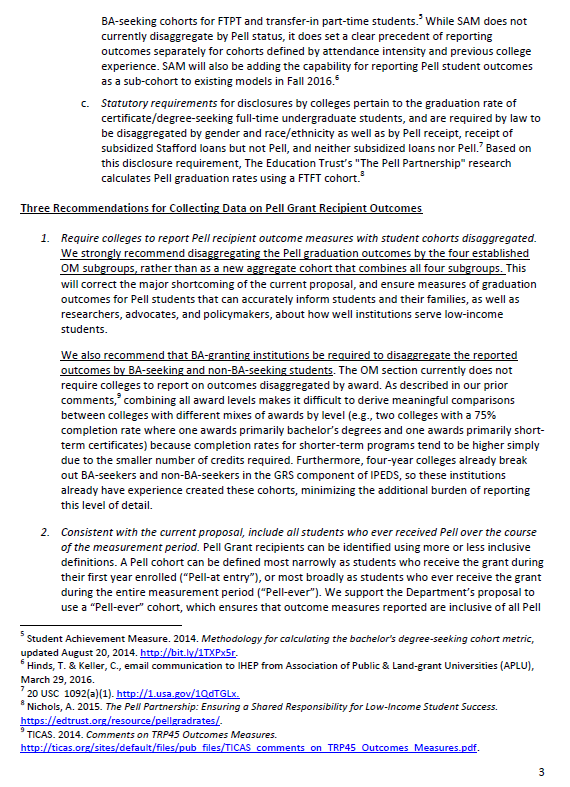 BA-seeking cohorts for FTPT and transfer-in part-time students.5 While SAM does not
currently disaggregate by Pell status, it does set a clear precedent of reporting
outcomes separately for cohorts defined by attendance intensity and previous college
experience. SAM will also be adding the capability for reporting Pell student outcomes
as a sub-cohort to existing models in Fall 2016.6
c. Statutory requirements for disclosures by colleges pertain to the graduation rate of
certificate/degree-seeking full-time undergraduate students, and are required by law to
be disaggregated by gender and race/ethnicity as well as by Pell receipt, receipt of
subsidized Stafford loans but not Pell, and neither subsidized loans nor Pell.7 Based on
this disclosure requirement, The Education Trust's "The Pell Partnership" research
calculates Pell graduation rates using a FTFT cohort.8
Three Recommendations for Collecting Data on Pell Grant Recipient Outcomes
1. Require colleges to report Pell recipient outcome measures with student cohorts disaggregated.
We strongly recommend disaggregating the Pell graduation outcomes by the four established
OM subgroups, rather than as a new aggregate cohort that combines all four subgroups. This
will correct the major shortcoming of the current proposal, and ensure measures of graduation
outcomes for Pell students that can accurately inform students and their families, as well as
researchers, advocates, and policymakers, about how well institutions serve low-income
students.
We also recommend that BA-granting institutions be required to disaggregate the reported
outcomes by BA-seeking and non-BA-seeking students. The OM section currently does not
require colleges to report on outcomes disaggregated by award. As described in our prior
comments,9 combining all award levels makes it difficult to derive meaningful comparisons
between colleges with different mixes of awards by level (e.g., two colleges with a 75%
completion rate where one awards primarily bachelor's degrees and one awards primarily short-
term certificates) because completion rates for shorter-term programs tend to be higher simply
due to the smaller number of credits required. Furthermore, four-year colleges already break
out BA-seekers and non-BA-seekers in the GRS component of IPEDS, so these institutions
already have experience created these cohorts, minimizing the additional burden of reporting
this level of detail.
2. Consistent with the current proposal, include all students who ever received Pell over the course
of the measurement period. Pell Grant recipients can be identified using more or less inclusive
definitions. A Pell cohort can be defined most narrowly as students who receive the grant during
their first year enrolled ("Pell-at entry"), or most broadly as students who ever receive the grant
during the entire measurement period ("Pell-ever"). We support the Department's proposal to
use a "Pell-ever" cohort, which ensures that outcome measures reported are inclusive of all Pell
5 Student Achievement Measure. 2014. Methodology for calculating the bachelor's degree-seeking cohort metric,
updated August 20, 2014. http://bit.ly/1TXPx5r.
6 Hinds, T. & Keller, C., email communication to IHEP from Association of Public & Land-grant Universities (APLU),
March 29, 2016.
7 20 USC 1092(a)(1). http://1.usa.gov/1QdTGLx.
8 Nichols, A. 2015. The Pell Partnership: Ensuring a Shared Responsibility for Low-Income Student Success.
https://edtrust.org/resource/pellgradrates/.
9 TICAS. 2014. Comments on TRP45 Outcomes Measures.
http://ticas.org/sites/default/files/pub_files/TICAS_comments_on_TRP45_Outcomes_Measures.pdf.
3